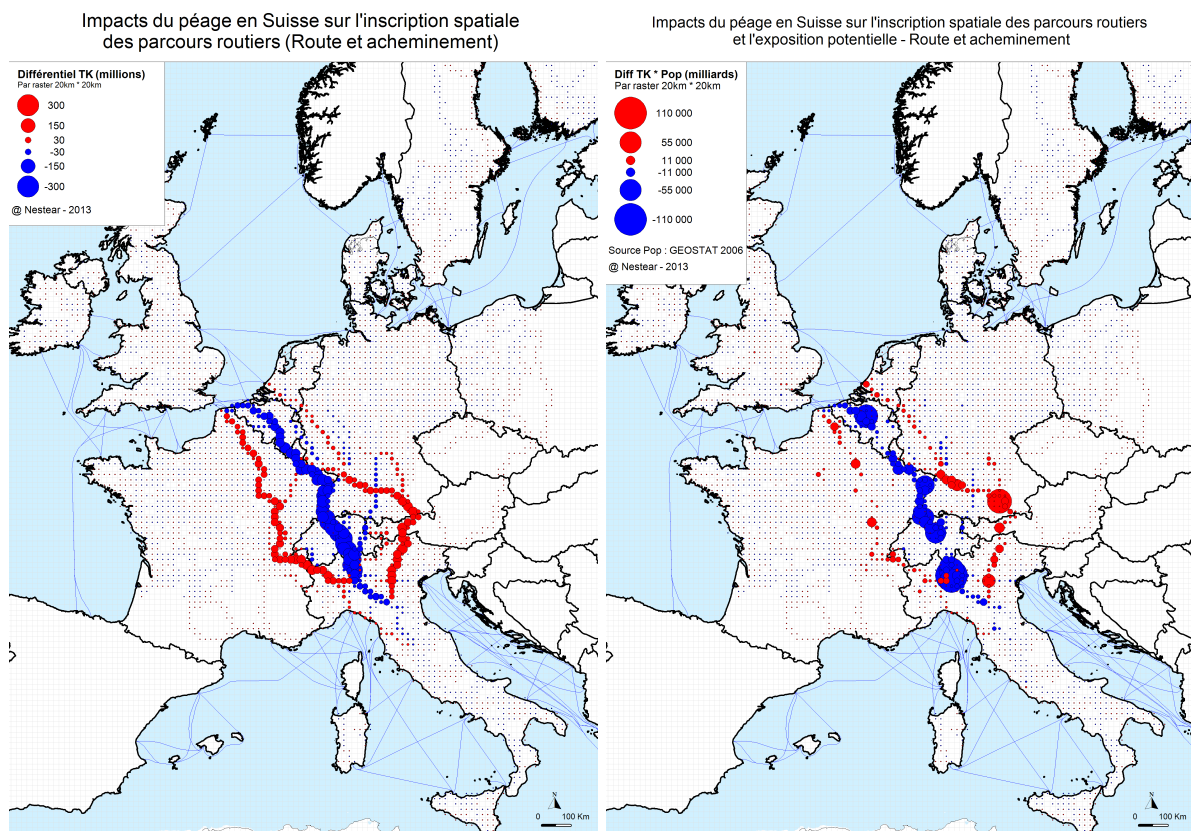 Impacts du péage en Suisse sur l'inscription spatiale
des parcours routiers (Route et acheminement)
Différentiel TK (millions)
Par raster 20km * 20km
300
150
30
-30
-150
-300
@ Nestear - 2013
N
0 100 Km
Impacts du péage en Suisse sur l'inscription spatiale des parcours routiers
et l'exposition potentielle - Route et acheminement
Diff TK * Pop (milliards)
Par raster 20km * 20km
110 000
55 000
11 000
-11 000
-55 000
-110 000
Source Pop : GEOSTAT 2006
@ Nestear - 2013
N
0 100 Km